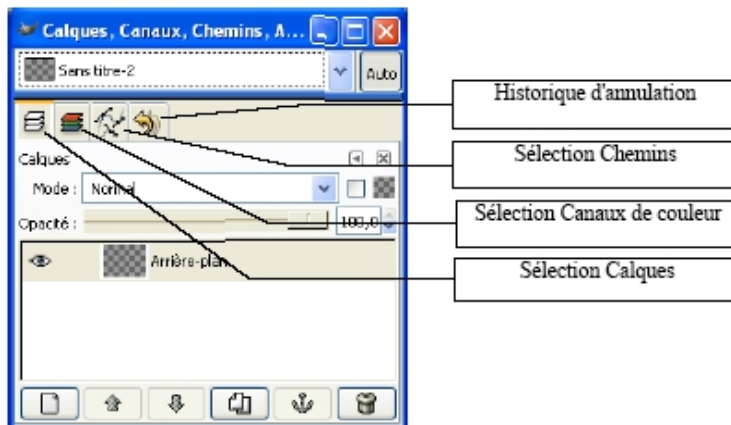 Calques, Canaux, Chemins, A...
Sans titre-2
Auto
Historique d'annulation
Sélection Chemins
Calques
Mode : Normal
Sélection Canaux de couleur
Opacité : 100,0
Arrière-plan
Sélection Calques